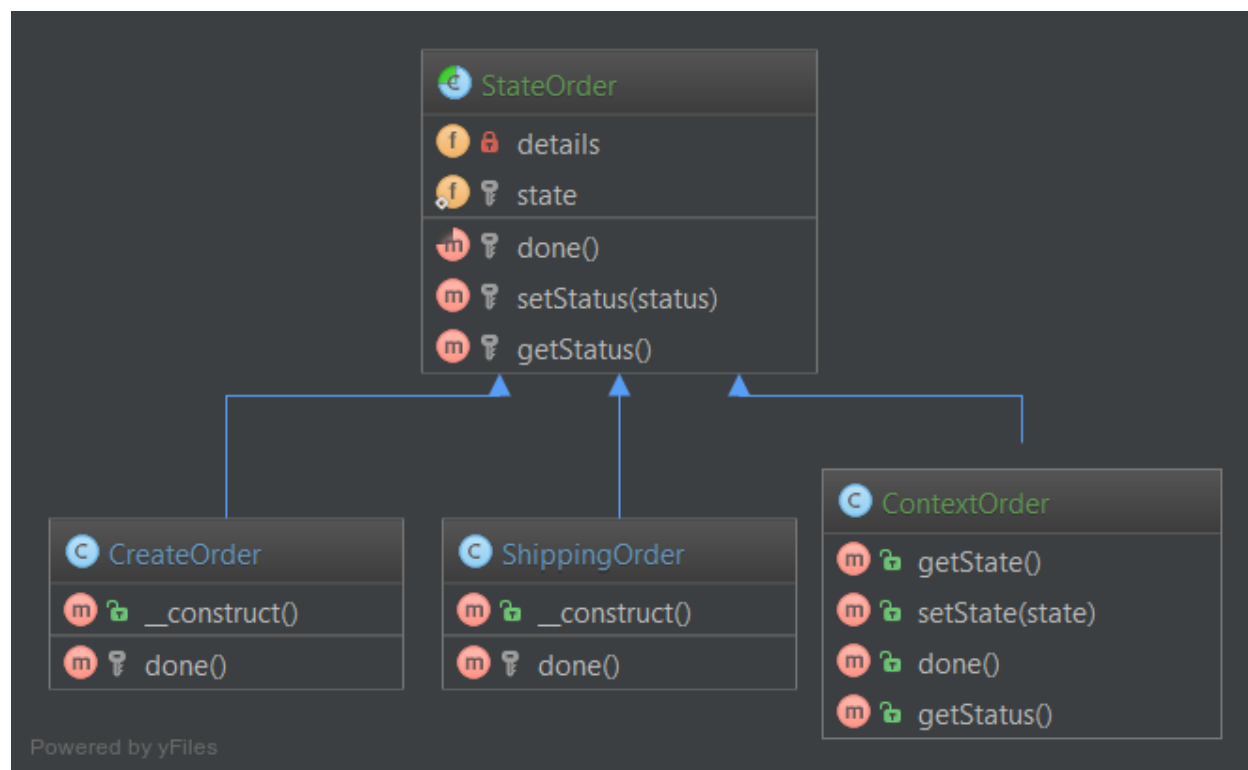 StateOrder
details
state
done()
setStatus(status)
getStatus()
CreateOrder
__construct()
done()
ShippingOrder
__construct()
done()
ContextOrder
getState()
setState(state)
done()
getStatus()
Powered by yFiles